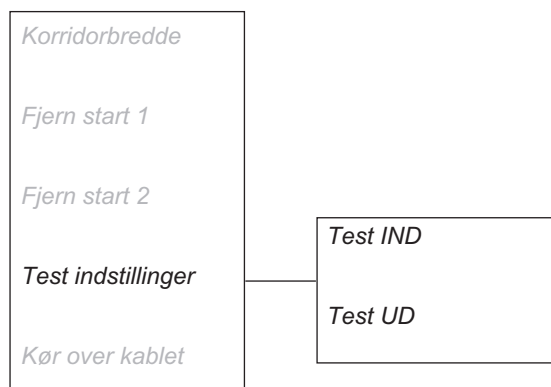 Korridorbredde
Fjern start 1
Fjern start 2
Test indstillinger
Kør over kablet
Test IND
Test UD